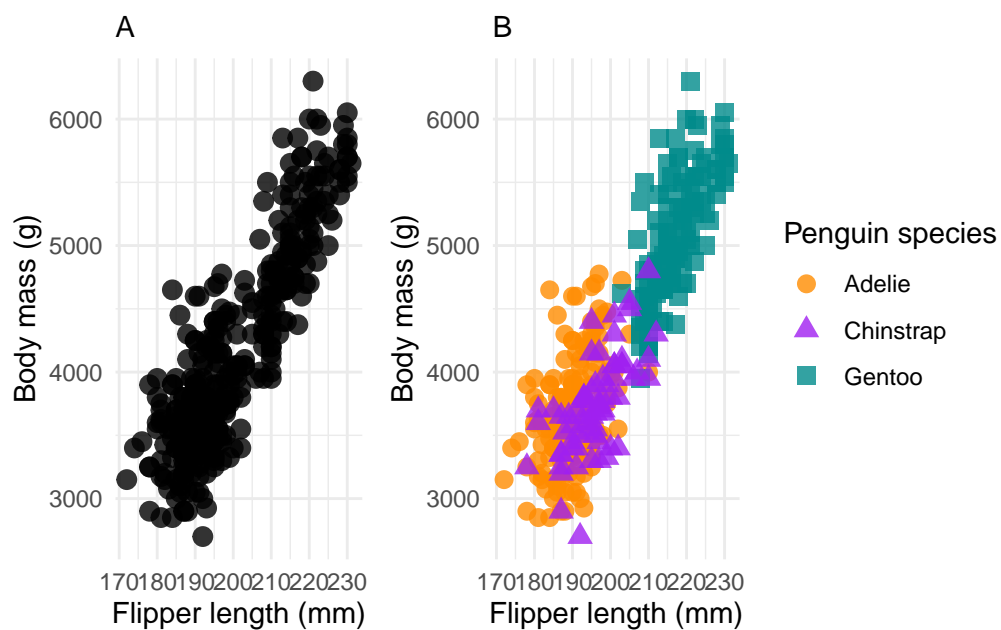 A
B
6000
5000
4000
3000
Body mass (g)
170180190200210220230
Flipper length (mm)
6000
5000
4000
3000
Body mass (g)
170180190200210220230
Flipper length (mm)
Penguin species
Adelie
Chinstrap
Gentoo